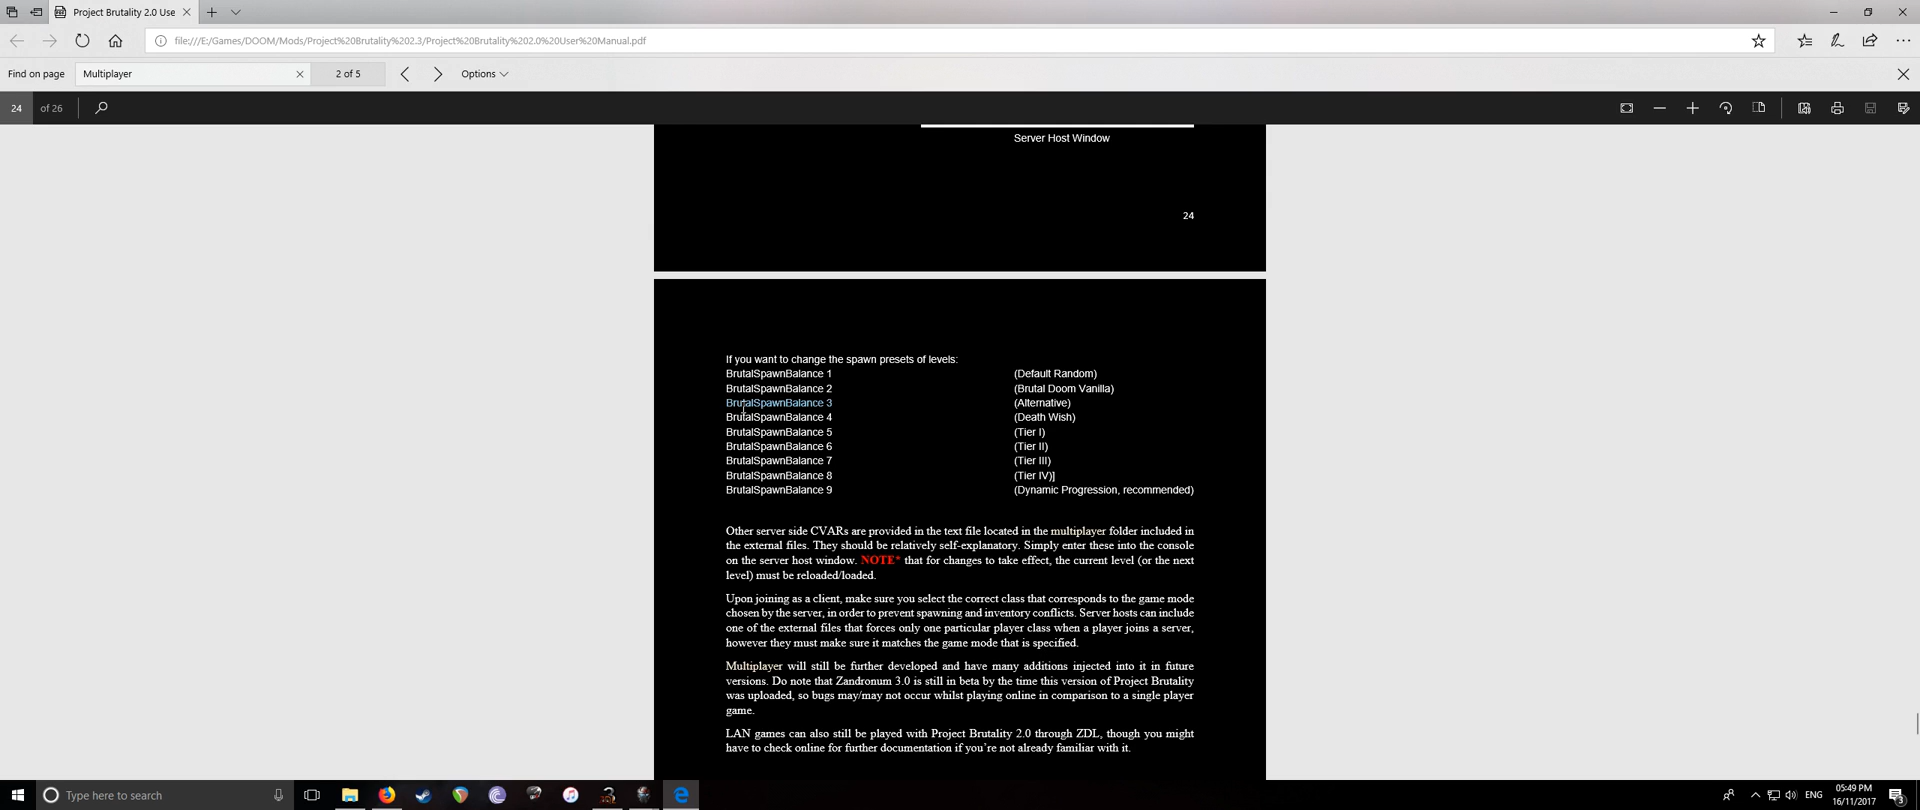 Project Brutality 2.0 Use
file:///E:/Games/DOOM/Mods/Project%20Brutality%202.3/Project%20Brutality%202.0%20User%20Manual.pdf
Find on page
Multiplayer
2 of 5
Options
24
of 26
Server Host Window
24
If you want to change the spawn presets of levels:
BrutalSpawnBalance 1 (Default Random)
BrutalSpawnBalance 2 (Brutal Doom Vanilla)
BrutalSpawnBalance 3 (Alternative)
BrutalSpawnBalance 4 (Death Wish)
BrutalSpawnBalance 5 (Tier I)
BrutalSpawnBalance 6 (Tier II)
BrutalSpawnBalance 7 (Tier III)
BrutalSpawnBalance 8 (Tier IV)]
BrutalSpawnBalance 9 (Dynamic Progression, recommended)
Other server side CVARs are provided in the text file located in the multiplayer folder included in
the external files. They should be relatively self-explanatory. Simply enter these into the console
on the server host window. NOTE* that for changes to take effect, the current level (or the next
level) must be reloaded/loaded.
Upon joining as a client, make sure you select the correct class that corresponds to the game mode
chosen by the server, in order to prevent spawning and inventory conflicts. Server hosts can include
one of the external files that forces only one particular player class when a player joins a server,
however they must make sure it matches the game mode that is specified.
Multiplayer will still be further developed and have many additions injected into it in future
versions. Do note that Zandronum 3.0 is still in beta by the time this version of Project Brutality
was uploaded, so bugs may/may not occur whilst playing online in comparison to a single player
game.
LAN games can also still be played with Project Brutality 2.0 through ZDL, though you might
have to check online for further documentation if you're not already familiar with it.
Type here to search
ENG
05:49 PM
16/11/2017
3